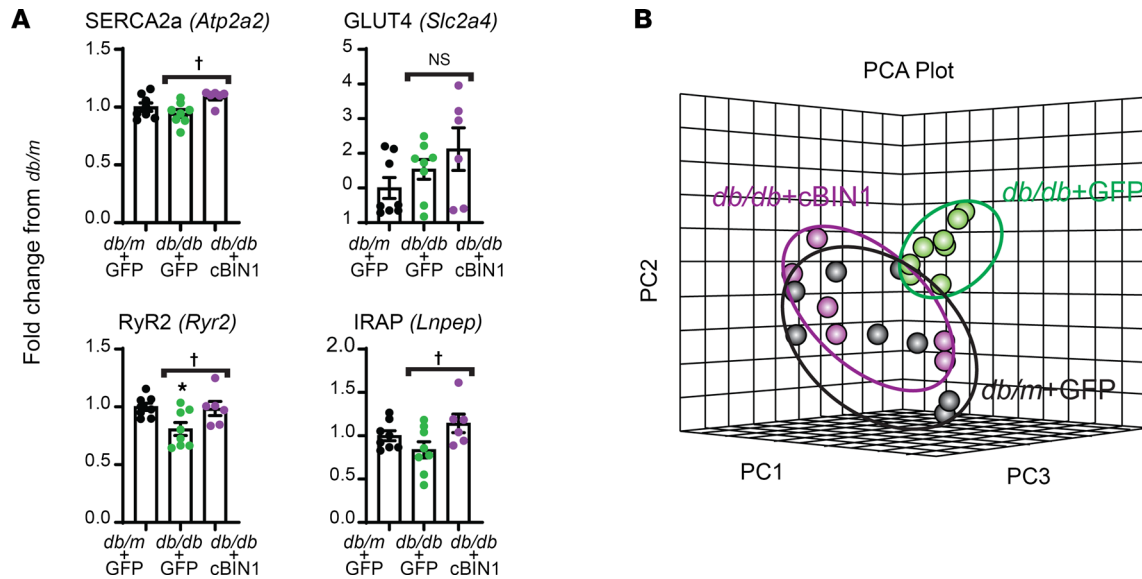 A
Fold change from db/m
SERCA2a (Atp2a2)
†
1.5
1.0
0.5
0.0
db/m + GFP
db/db + GFP
db/db + cBIN1
GLUT4 (Slc2a4)
NS
5
5
2
0
1
db/m + GFP
db/db + GFP
db/db + cBIN1
RyR2 (Ryr2)
†
*
1.5
1.0
0.5
0.0
db/m + GFP
db/db + GFP
db/db + cBIN1
IRAP (Lnpep)
†
2.0
1.5
1.0
1.5
0.0
db/m + GFP
db/db + GFP
db/db + cBIN1
B
PCA Plot
db/db+cBIN1
db/db+GFP
db/m+GFP
PC2
PC1
PC3